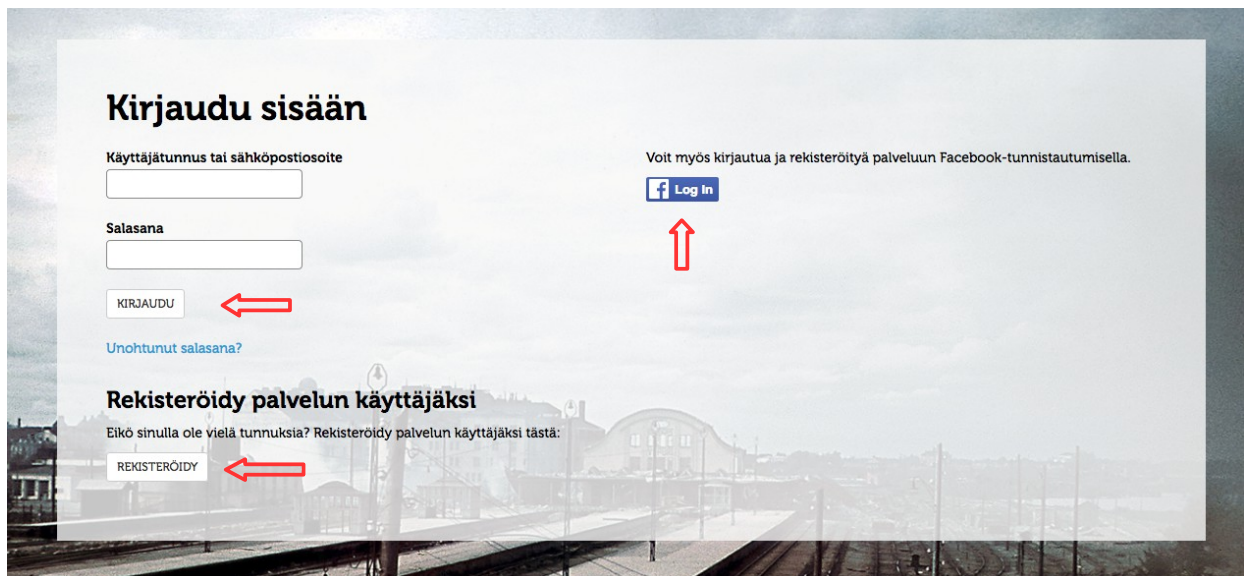 Kirjaudu sisään
Käyttäjätunnus tai sähköpostiosoite
Salasana
KIRJAUDU
Unohtunut salasana?
Voit myös kirjautua ja rekisteröityä palveluun Facebook-tunnistautumisella.
f Log In
Rekisteröidy palvelun käyttäjäksi
Eikö sinulla ole vielä tunnuksia? Rekisteröidy palvelun käyttäjäksi tästä:
REKISTERÖIDY